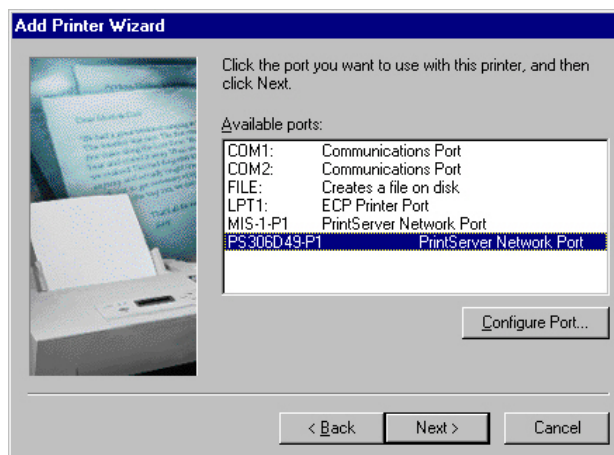 Add Printer Wizard
Click the port you want to use with this printer, and then
click Next.
Available ports:
COM1: Communications Port
COM2: Communications Port
FILE: Creates a file on disk
LPT1: ECP Printer Port
MIS-1-P1 PrintServer Network Port
PS306D49-P1 PrintServer Network Port
Configure Port...
< Back
Next >
Cancel